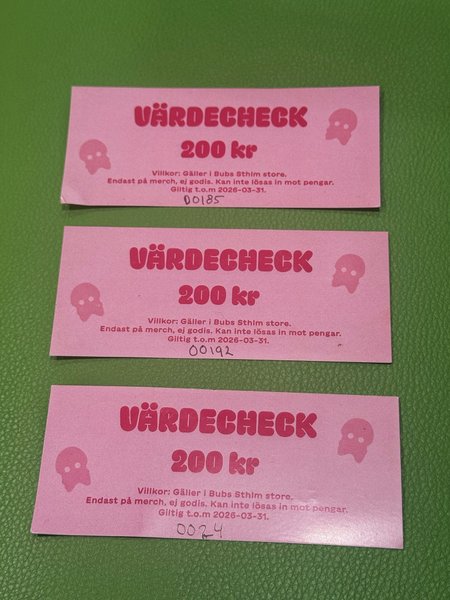 VÄRDECHECK
200 kr
Villkor: Gäller i Bubs Sthlm store.
Endast på merch, ej godis. Kan inte lösas in mot pengar.
Giltig t.o.m 2026-03-31.
00185
VÄRDECHECK
200 kr
Villkor: Gäller i Bubs Sthlm store.
Endast på merch, ej godis. Kan inte lösas in mot pengar.
Giltig t.o.m 2026-03-31.
00192
VÄRDECHECK
200 kr
Villkor: Gäller i Bubs Sthlm store.
Endast på merch, ej godis. Kan inte lösas in mot pengar.
Giltig t.o.m 2026-03-31.
0024